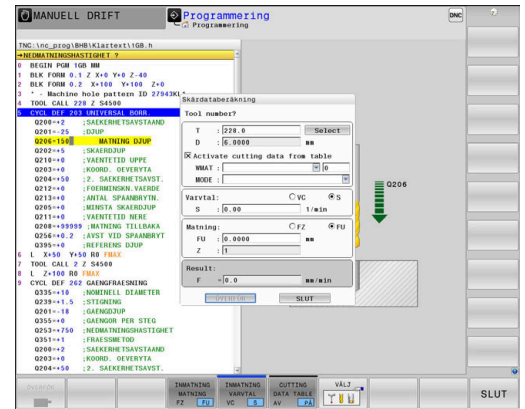 MANUELL DRIFT
Programmering
Programmering
DNC
?
TNC:\nc_prog\BHB\Klartext\1GB.h
→NEDMATNINGSHASTIGHET ?
0 BEGIN PGM 1GB MM
1 BLK FORM 0.1 Z X+0 Y+0 Z-40
2 BLK FORM 0.2 X+100 Y+100 Z+0
3 * - Machine hole pattern ID 27943KL
4 TOOL CALL 228 Z S4500
5 CYCL DEF 203 UNIVERSAL BORR.
Q200=+2 ;SAEKERHETSAVSTAAND
Q201=-25 ;DJUP
Q206=150 MATNING DJUP
Q202=+5 ;SKAERDJUP
Q210=+0 ;VAENTETID UPPE
Q203=+0 ;KOORD. OEVERYTA
Q204=+50 ;2. SAEKERHETSAVST.
Q212=+0 ;FOERMINSKN.VAERDE
Q213=+0 ;ANTAL SPAANBRYTN.
Q205=+0 ;MINSTA SKAERDJUP
Q211=+0 ;VAENTETID NERE
Q208=+99999 ;MATNING TILLBAKA
Q256=+0.2 ;AVST VID SPAANBRYT
Q395=+0 ;REFERENS DJUP
6 L X+50 Y+50 R0 FMAX
7 TOOL CALL 2 Z S4500
8 L Z+100 R0 FMAX
9 CYCL DEF 262 GAENGFRAESNING
Q335=+10 ;NOMINELL DIAMETER
Q239=+1.5 ;STIGNING
Q201=-18 ;GAENGDJUP
Q355=+0 ;GAENGOR PER STEG
Q253=+750 ;NEDMATNINGSHASTIGHET
Q351=+1 ;FRAESSMETOD
Q200=+2 ;SAEKERHETSAVSTAAND
Q203=+0 ;KOORD. OEVERYTA
Q204=+50 ;2. SAEKERHETSAVST.
Skärdataberäkning
Tool number?
T : 228.0 Select
D : 6.0000 mm
Activate cutting data from table
WMAT : 0
MODE :
Varvtal: VC S
S : 0.00 1/min
Matning: FZ FU
FU : 0.0000 mm
Z : 1
Result:
F = 0.0 mm/min
ÖVERFÖR SLUT
Q206
ÖVERFÖR
INMATNING MATNING FZ FU
INMATNING VARVTAL VC S
CUTTING DATA TABLE AV PÅ
VÄLJ
SLUT